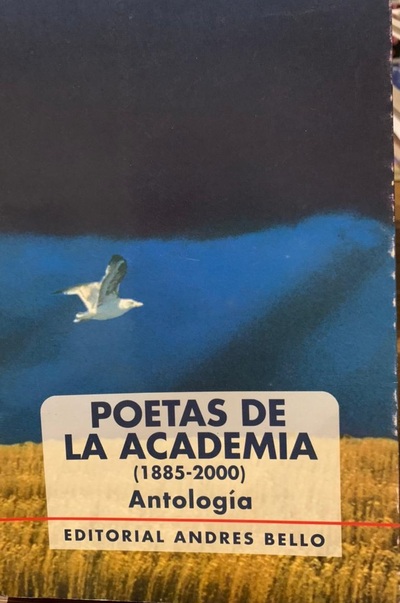 POETAS DE
LA ACADEMIA
(1885-2000)
Antología
EDITORIAL ANDRES BELLO